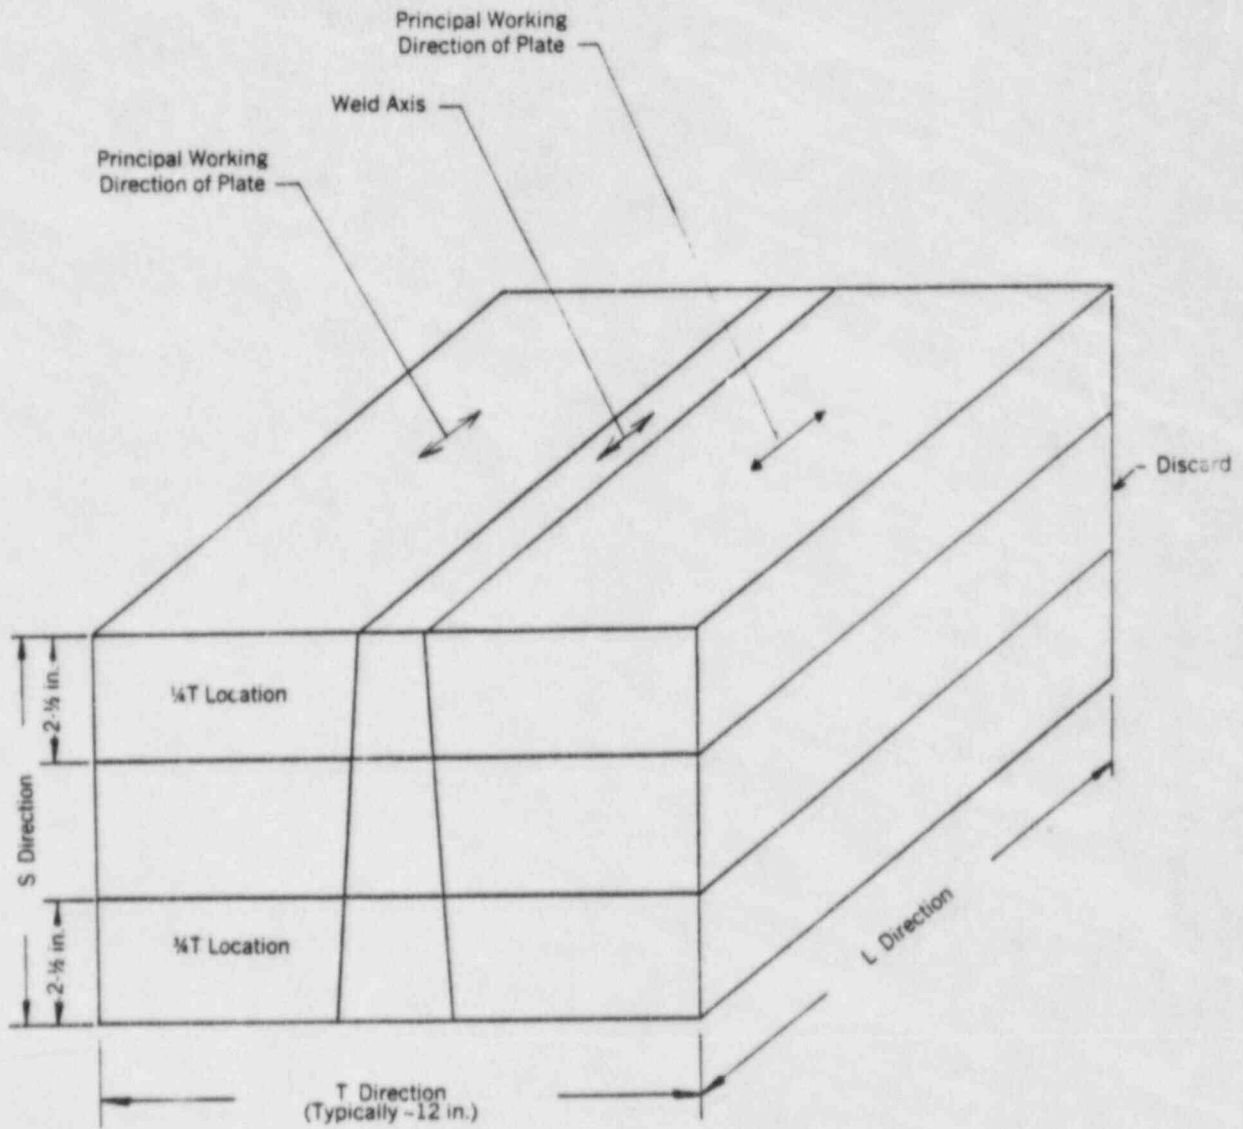 Principal Working
Direction of Plate
Weld Axis
Principal Working
Direction of Plate
Discard
¼T Location
2-½ in.
S Direction
¾T Location
2-½ in.
L Direction
T Direction
(Typically ~12 in.)